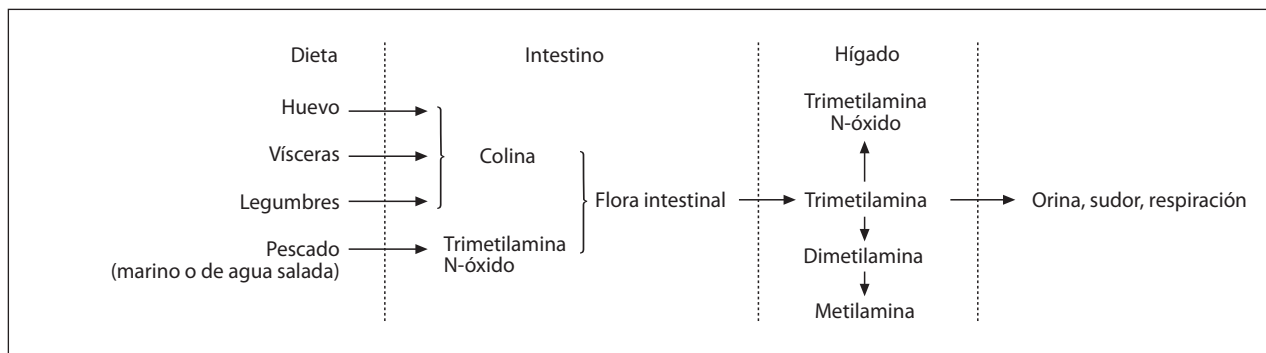 Dieta
Intestino
Hígado
Huevo
Vísceras
Legumbres
Pescado
(marino o de agua salada)
Colina
Trimetilamina
N-óxido
Flora intestinal
Trimetilamina
N-óxido
Trimetilamina
Dimetilamina
Metilamina
Orina, sudor, respiración